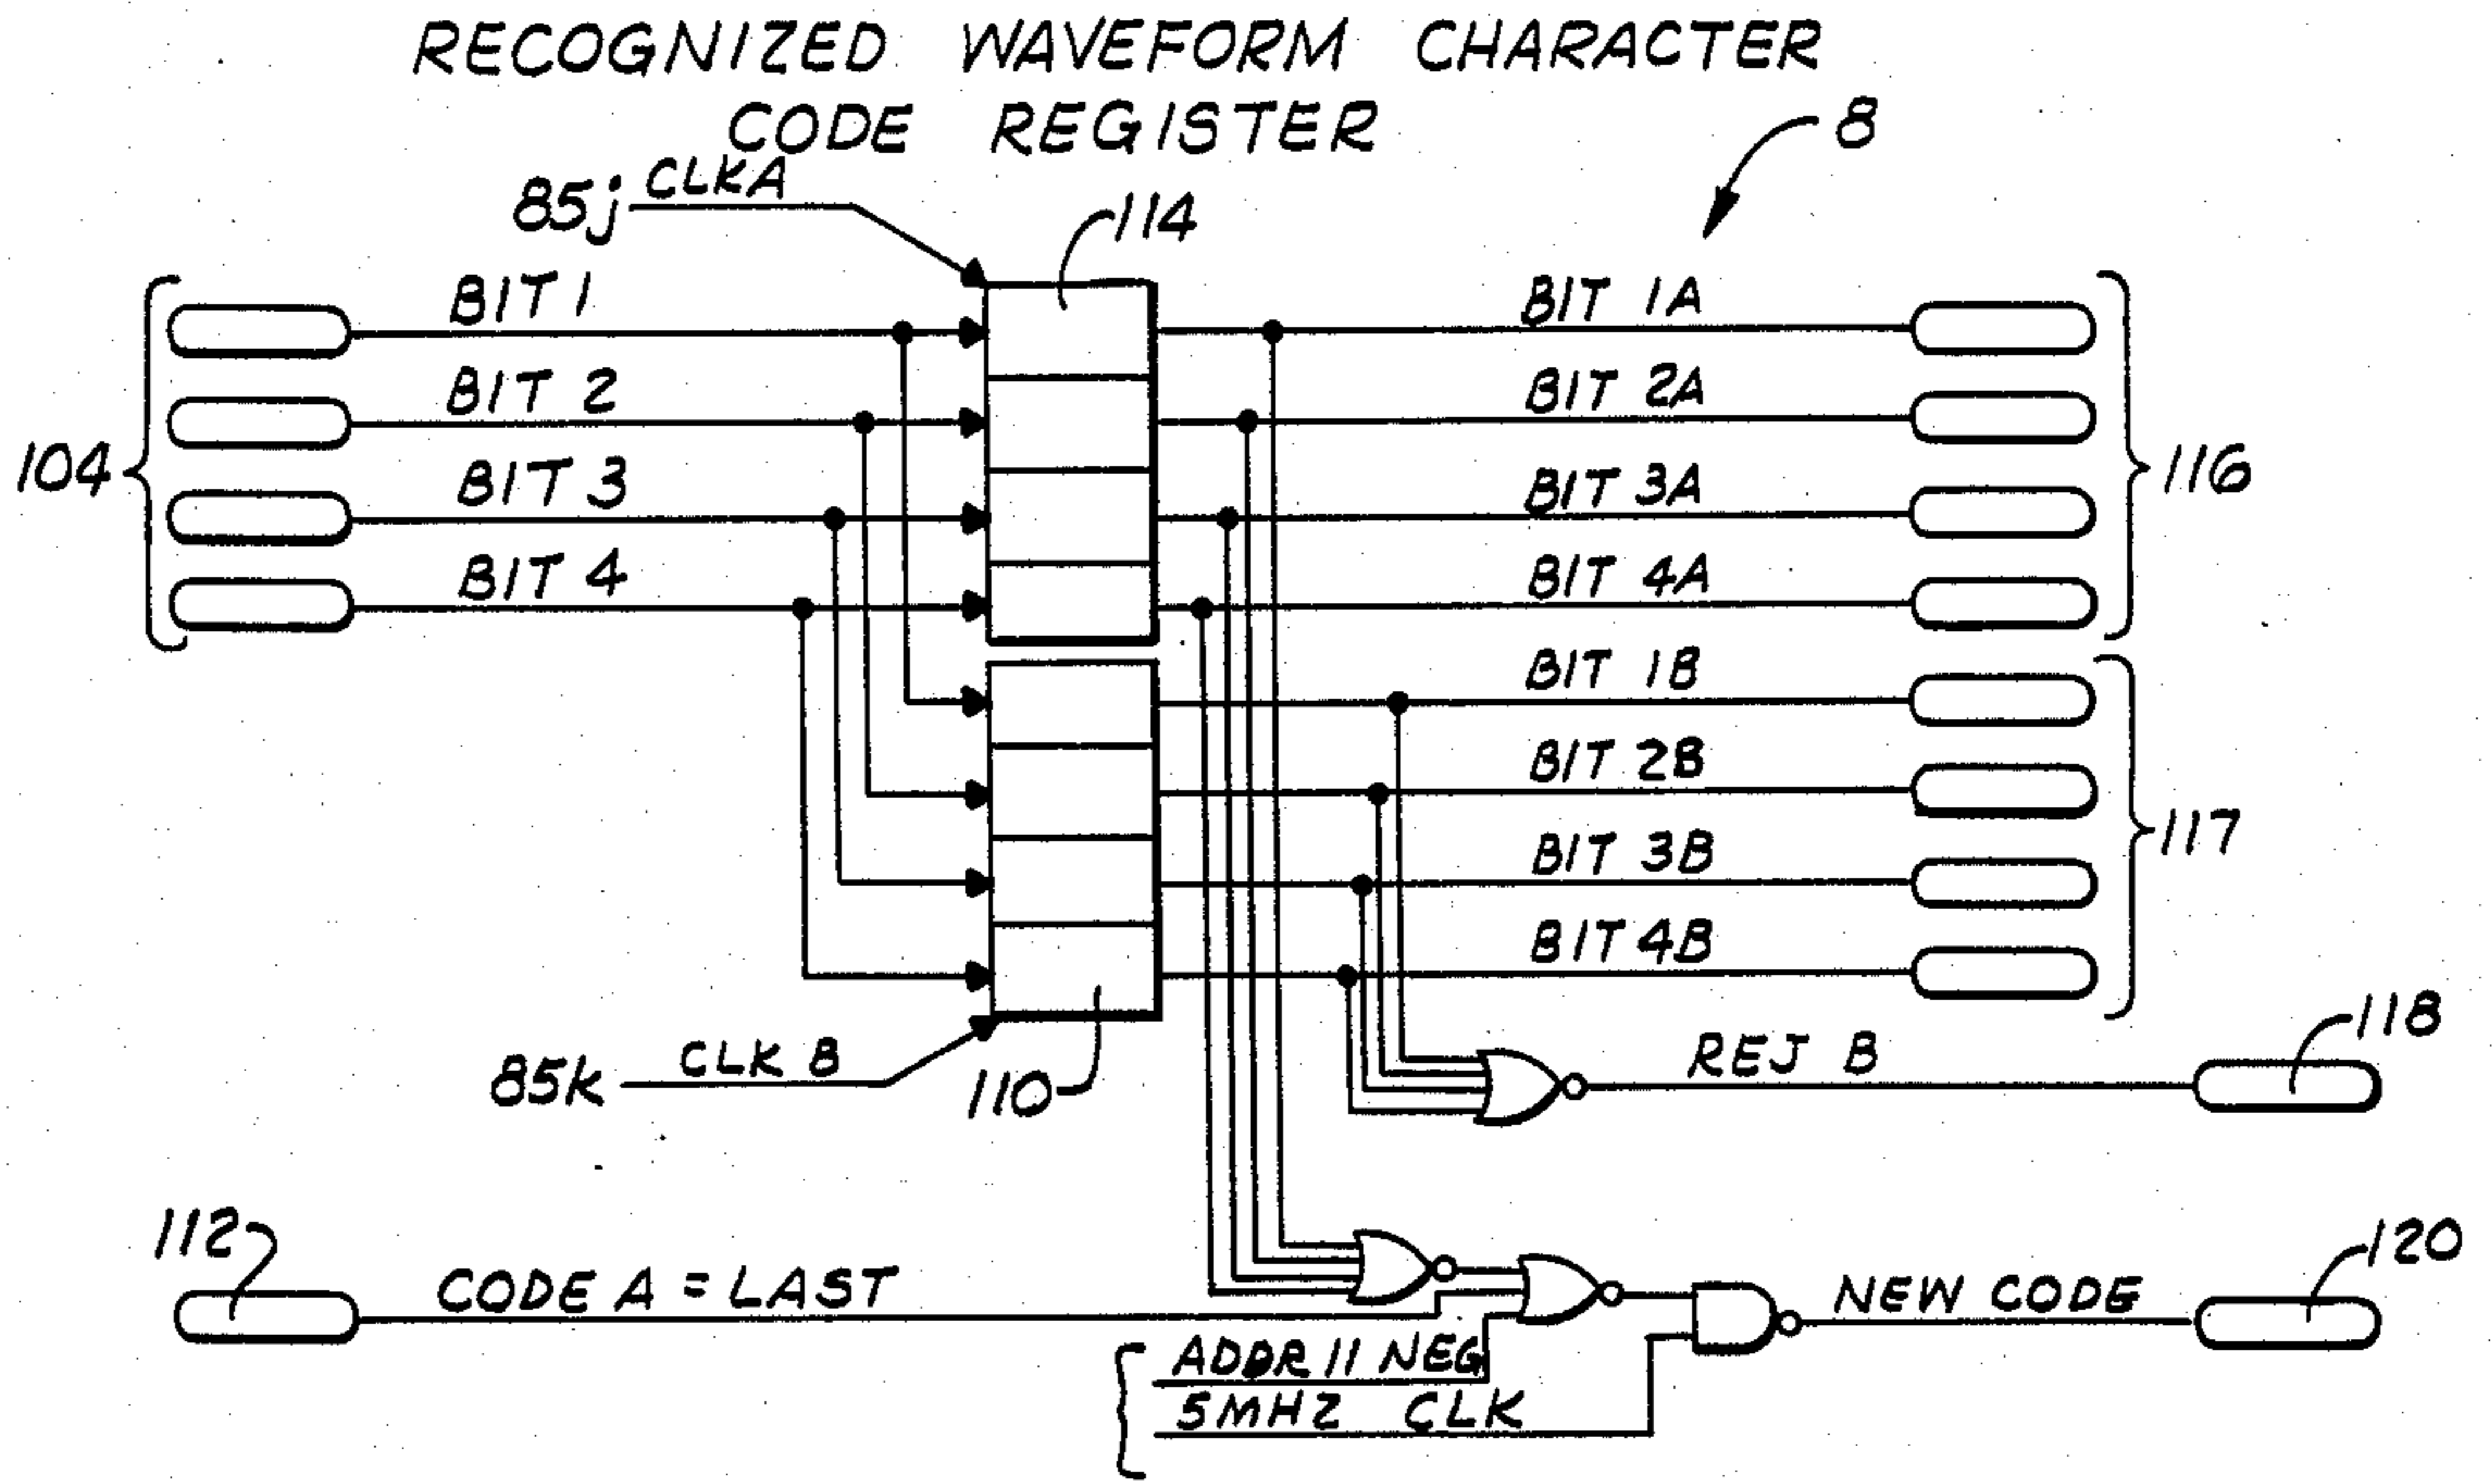 RECOGNIZED WAVEFORM CHARACTER
CODE REGISTER
8
85j CLKA
114
BIT 1
BIT 2
BIT 3
BIT 4
104
BIT 1A
BIT 2A
BIT 3A
BIT 4A
116
BIT 1B
BIT 2B
BIT 3B
BIT 4B
117
85k CLK B
110
REJ B
118
112
CODE A = LAST
NEW CODE
120
ADDR 11 NEG
5MHZ CLK